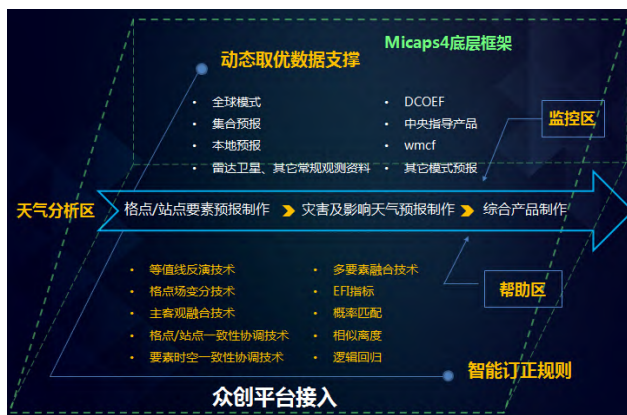 Micaps4底层框架
动态取优数据支撑
• 全球模式
• 集合预报
• 本地预报
• 雷达卫星、其它常规观测资料
• DCOEF
• 中央指导产品
• wmcf
• 其它模式预报
监控区
天气分析区
格点/站点要素预报制作
灾害及影响天气预报制作
综合产品制作
• 等值线反演技术
• 格点场变分技术
• 主客观融合技术
• 格点/站点一致性协调技术
• 要素时空一致性协调技术
• 多要素融合技术
• EFI指标
• 概率匹配
• 相似离度
• 逻辑回归
帮助区
智能订正规则
众创平台接入